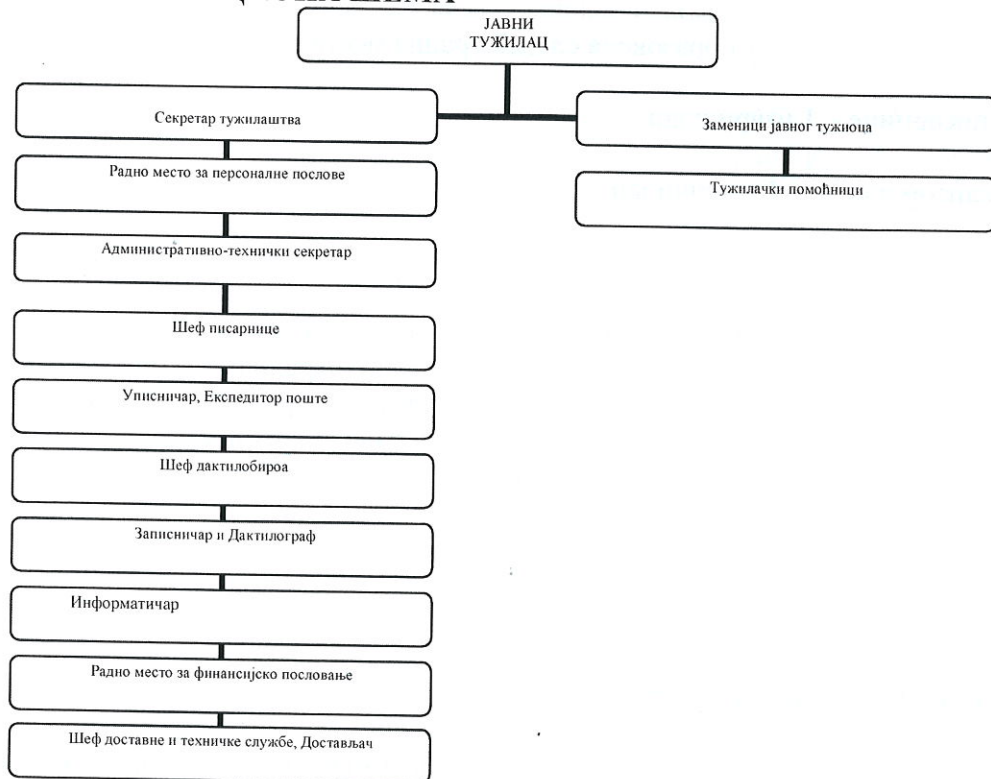 ШЕМА
ЈАВНИ
ТУЖИЛАЦ
Секретар тужилаштва
Заменици јавног тужиоца
Радно место за персоналне послове
Тужилачки помоћници
Административно-технички секретар
Шеф писарнице
Уписничар, Експедитор поште
Шеф дактилобироа
Записничар и Дактилограф
Информатичар
Радно место за финансијско пословање
Шеф доставне и техничке службе, Достављач